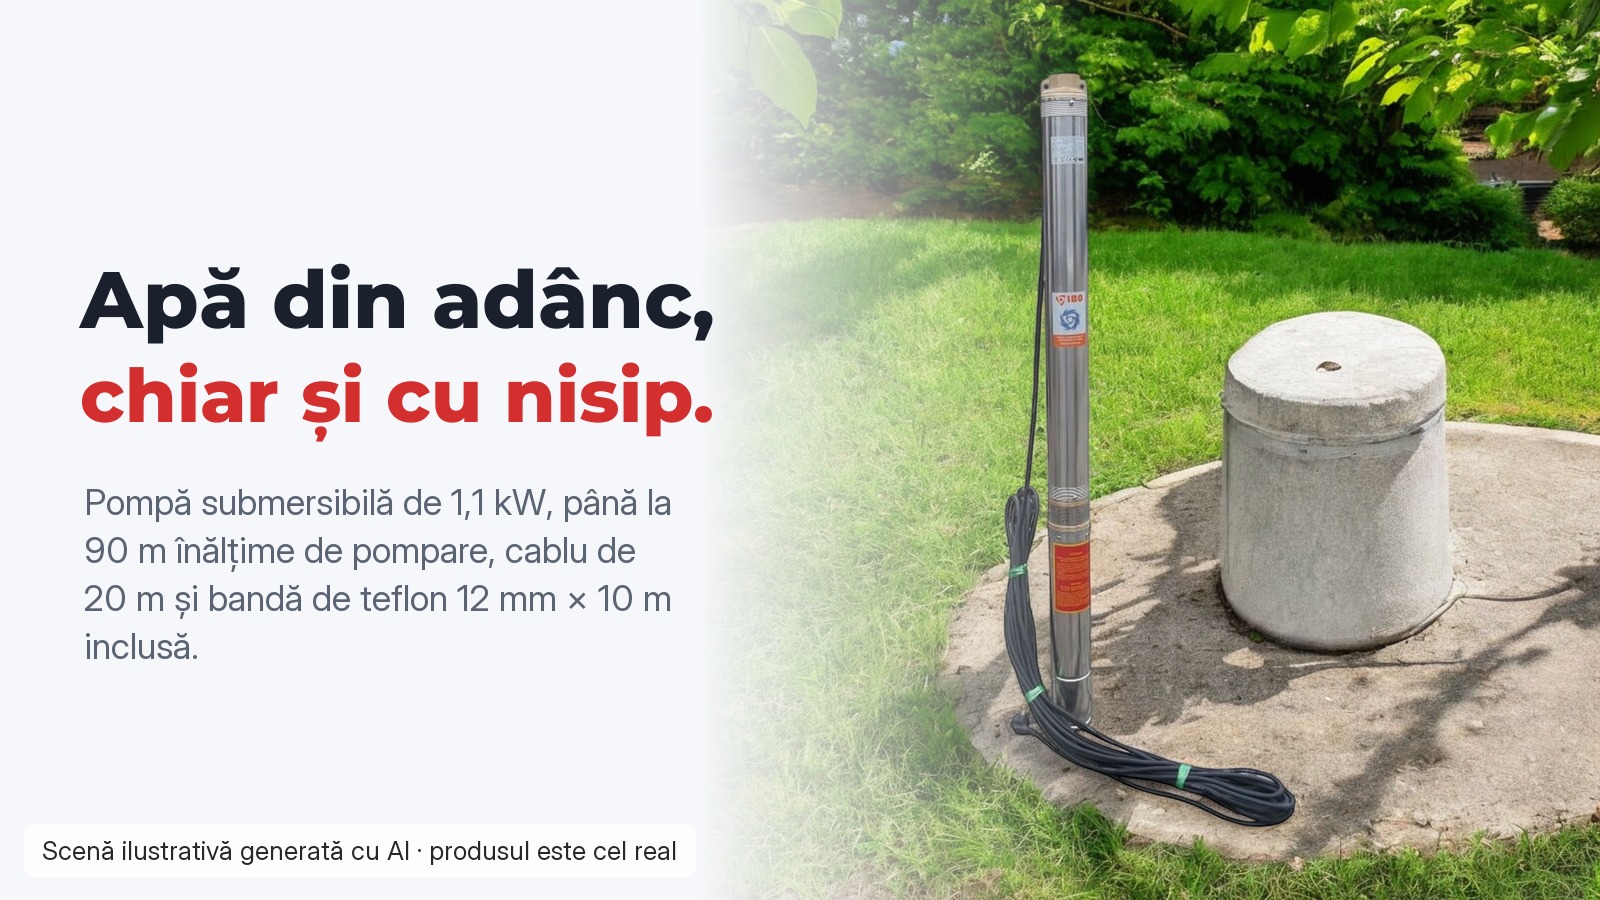 Apă din adânc,
chiar și cu nisip.
Pompă submersibilă de 1,1 kW, până la
90 m înălțime de pompare, cablu de
20 m și bandă de teflon 12 mm × 10 m
inclusă.
Scenă ilustrativă generată cu AI · produsul este cel real
IBO